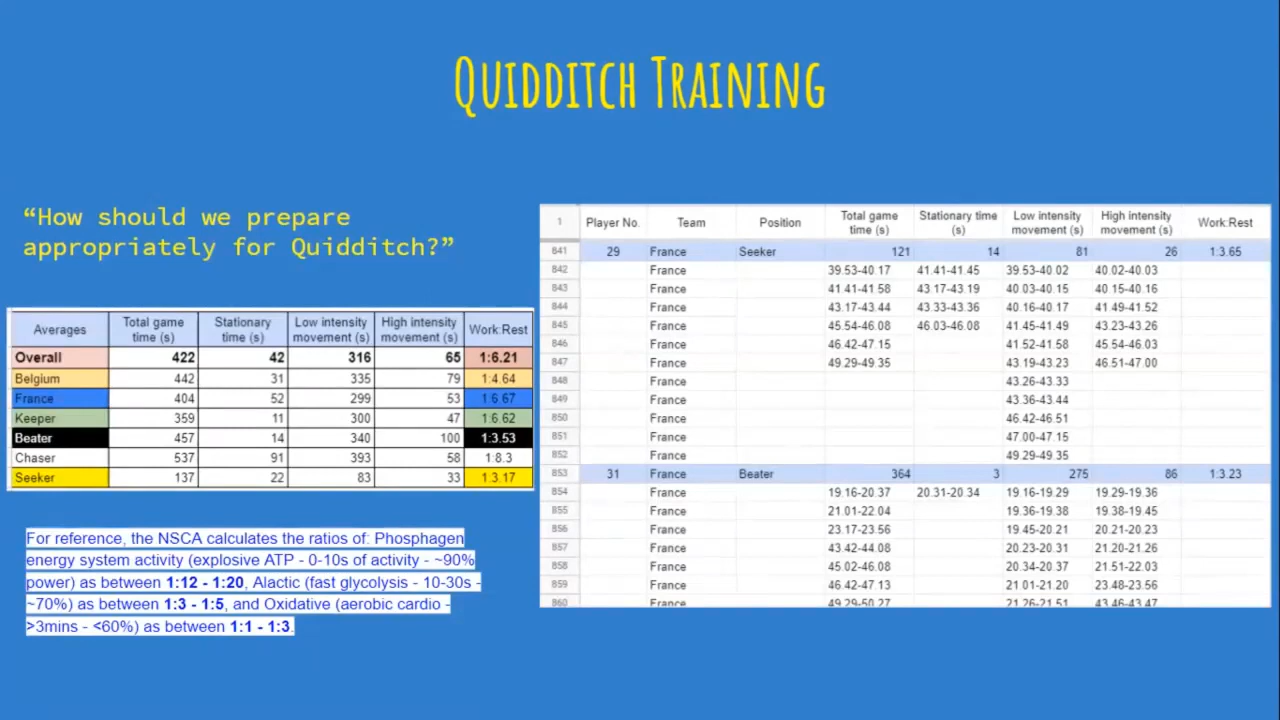 Quidditch Training
“How should we prepare
appropriately for Quidditch?”
Averages Total game time (s) Stationary time (s) Low intensity movement (s) High intensity movement (s) Work:Rest
Overall 422 42 316 65 1:6.21
Belgium 442 31 335 79 1:4.64
France 404 52 299 53 1:6.67
Keeper 359 11 300 47 1:6.62
Beater 457 14 340 100 1:3.53
Chaser 537 91 393 58 1:8.3
Seeker 137 22 83 33 1:3.17
For reference, the NSCA calculates the ratios of: Phosphagen
energy system activity (explosive ATP - 0-10s of activity - ~90%
power) as between 1:12 - 1:20, Alactic (fast glycolysis - 10-30s -
~70%) as between 1:3 - 1:5, and Oxidative (aerobic cardio -
>3mins - <60%) as between 1:1 - 1:3.
1 Player No. Team Position Total game time (s) Stationary time (s) Low intensity movement (s) High intensity movement (s) Work:Rest
841 29 France Seeker 121 14 81 26 1:3.65
842 France 39.53-40.17 41.41-41.45 39.53-40.02 40.02-40.03
843 France 41.41-41.58 43.17-43.19 40.03-40.15 40.15-40.16
844 France 43.17-43.44 43.33-43.36 40.16-40.17 41.49-41.52
845 France 45.54-46.08 46.03-46.08 41.45-41.49 43.23-43.26
846 France 46.42-47.15 41.52-41.58 45.54-46.03
847 France 49.29-49.35 43.19-43.23 46.51-47.00
848 France 43.26-43.33
849 France 43.36-43.44
850 France 46.42-46.51
851 France 47.00-47.15
852 France 49.29-49.35
853 31 France Beater 364 3 275 86 1:3.23
854 France 19.16-20.37 20.31-20.34 19.16-19.29 19.29-19.36
855 France 21.01-22.04 19.36-19.38 19.38-19.45
856 France 23.17-23.56 19.45-20.21 20.21-20.23
857 France 43.42-44.08 20.23-20.31 21.20-21.26
858 France 45.02-46.08 20.34-20.37 21.51-22.03
859 France 46.42-47.13 21.01-21.20 23.48-23.56
860 France 49.29-50.27 21.26-21.51 43.46-43.47